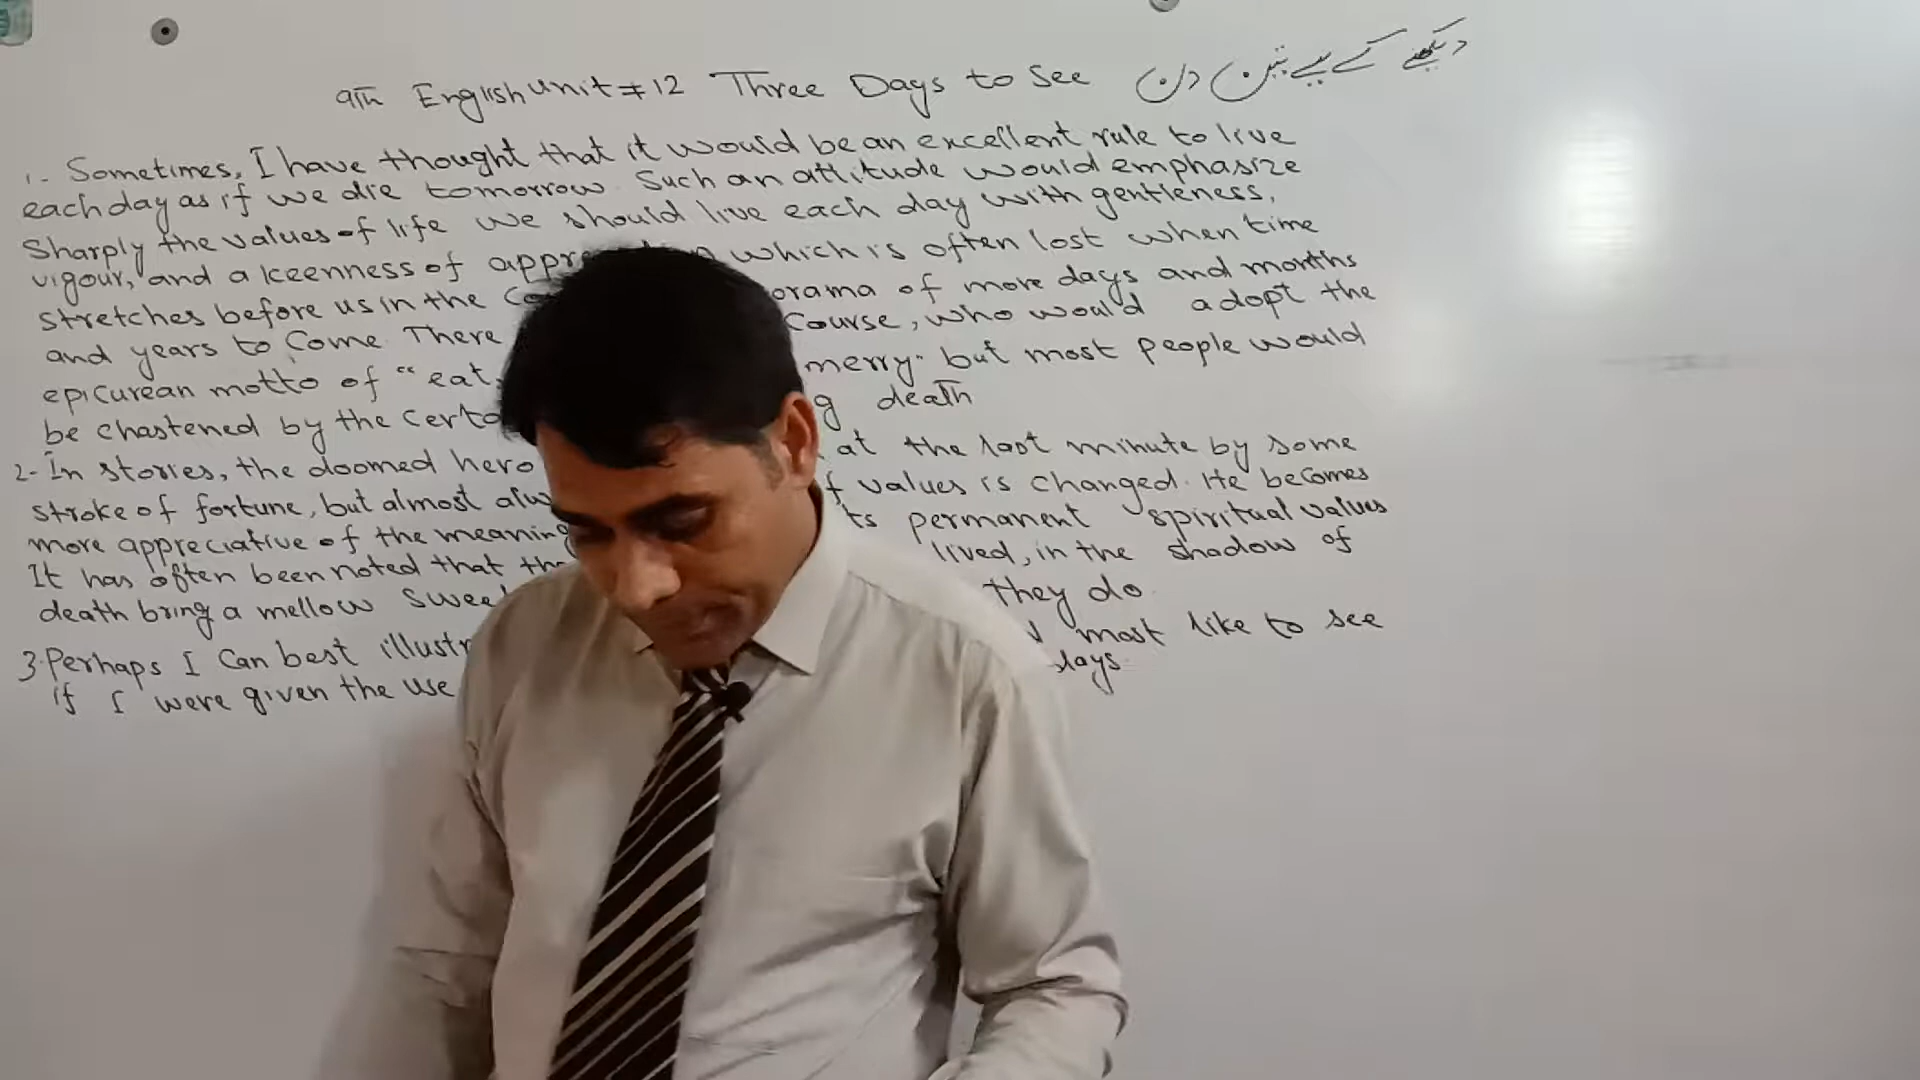 9Th English Unit # 12 Three Days to See دیکھنے کے لیے تین دن
1- Sometimes, I have thought that it would be an excellent rule to live
each day as if we die tomorrow. Such an attitude would emphasize
Sharply the values of life we should live each day with gentleness,
vigour, and a keenness of which is often lost when time
stretches before us in the of more days and months
and years to Come. There Course, who would adopt the
epicurean motto of "eat, merry" but most people would
be chastened by the death
2- In stories, the doomed hero at the last minute by some
stroke of fortune, but almost values is changed. He becomes
more appreciative of the meaning permanent spiritual values
It has often been noted that lived, in the shadow of
death bring a mellow they do
3. Perhaps I Can best most like to see
if I were given the use days.